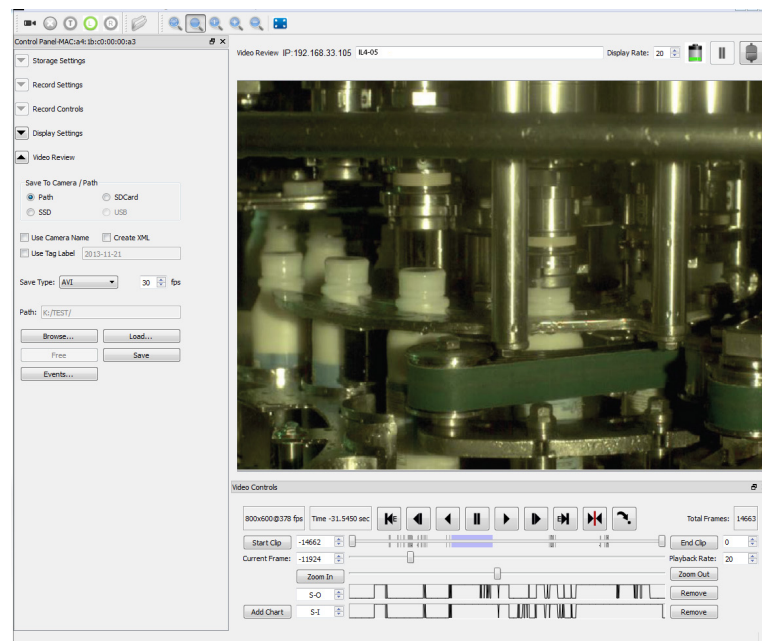 Control Panel-MAC:a4:1b:c0:00:00:a3
Storage Settings
Record Settings
Record Controls
Display Settings
Video Review
Save To Camera / Path
Path
SDCard
SSD
USB
Use Camera Name
Create XML
Use Tag Label
2013-11-21
Save Type:
AVI
30
fps
Path:
K:/TEST/
Browse...
Load...
Free
Save
Events...
Video Review IP:192.168.33.105
IL4-05
Display Rate:
20
Video Controls
800x600@378 fps
Time -31.5450 sec
Total Frames:
14663
Start Clip
-14662
End Clip
0
Current Frame:
-11924
Playback Rate:
20
Zoom In
Zoom Out
S-O
Remove
Add Chart
S-I
Remove